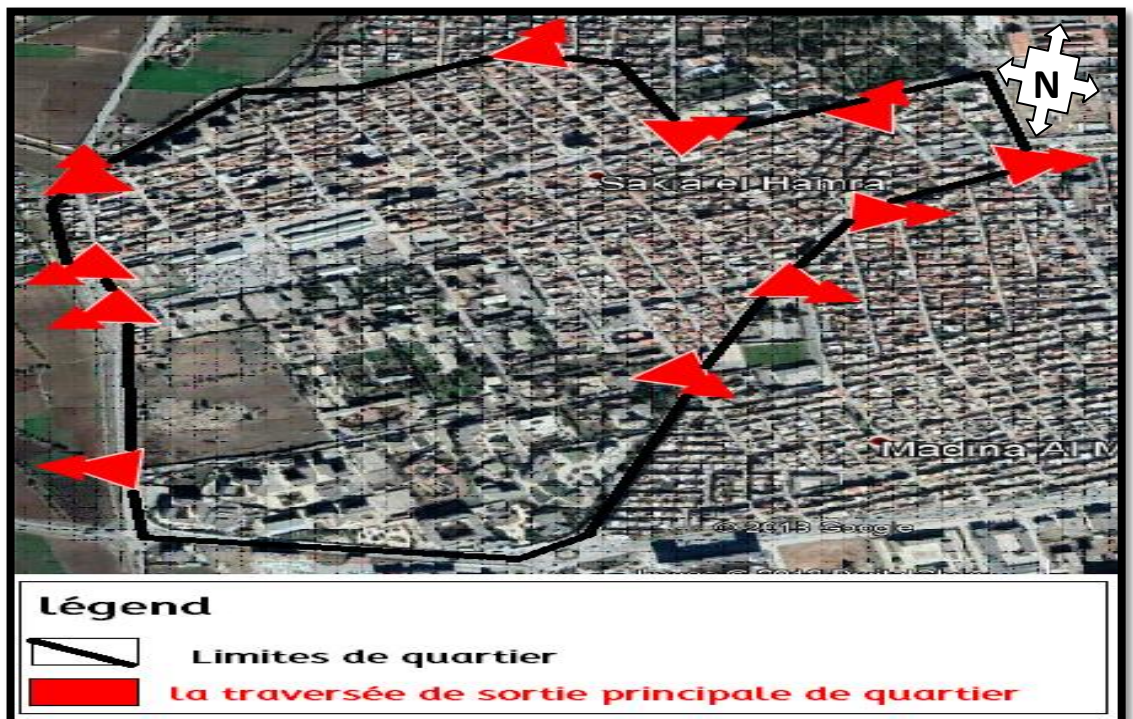 N
Sakia el Hamra
Madina Al M
© 2013 Google
légend
Limites de quartier
la traversée de sortie principale de quartier